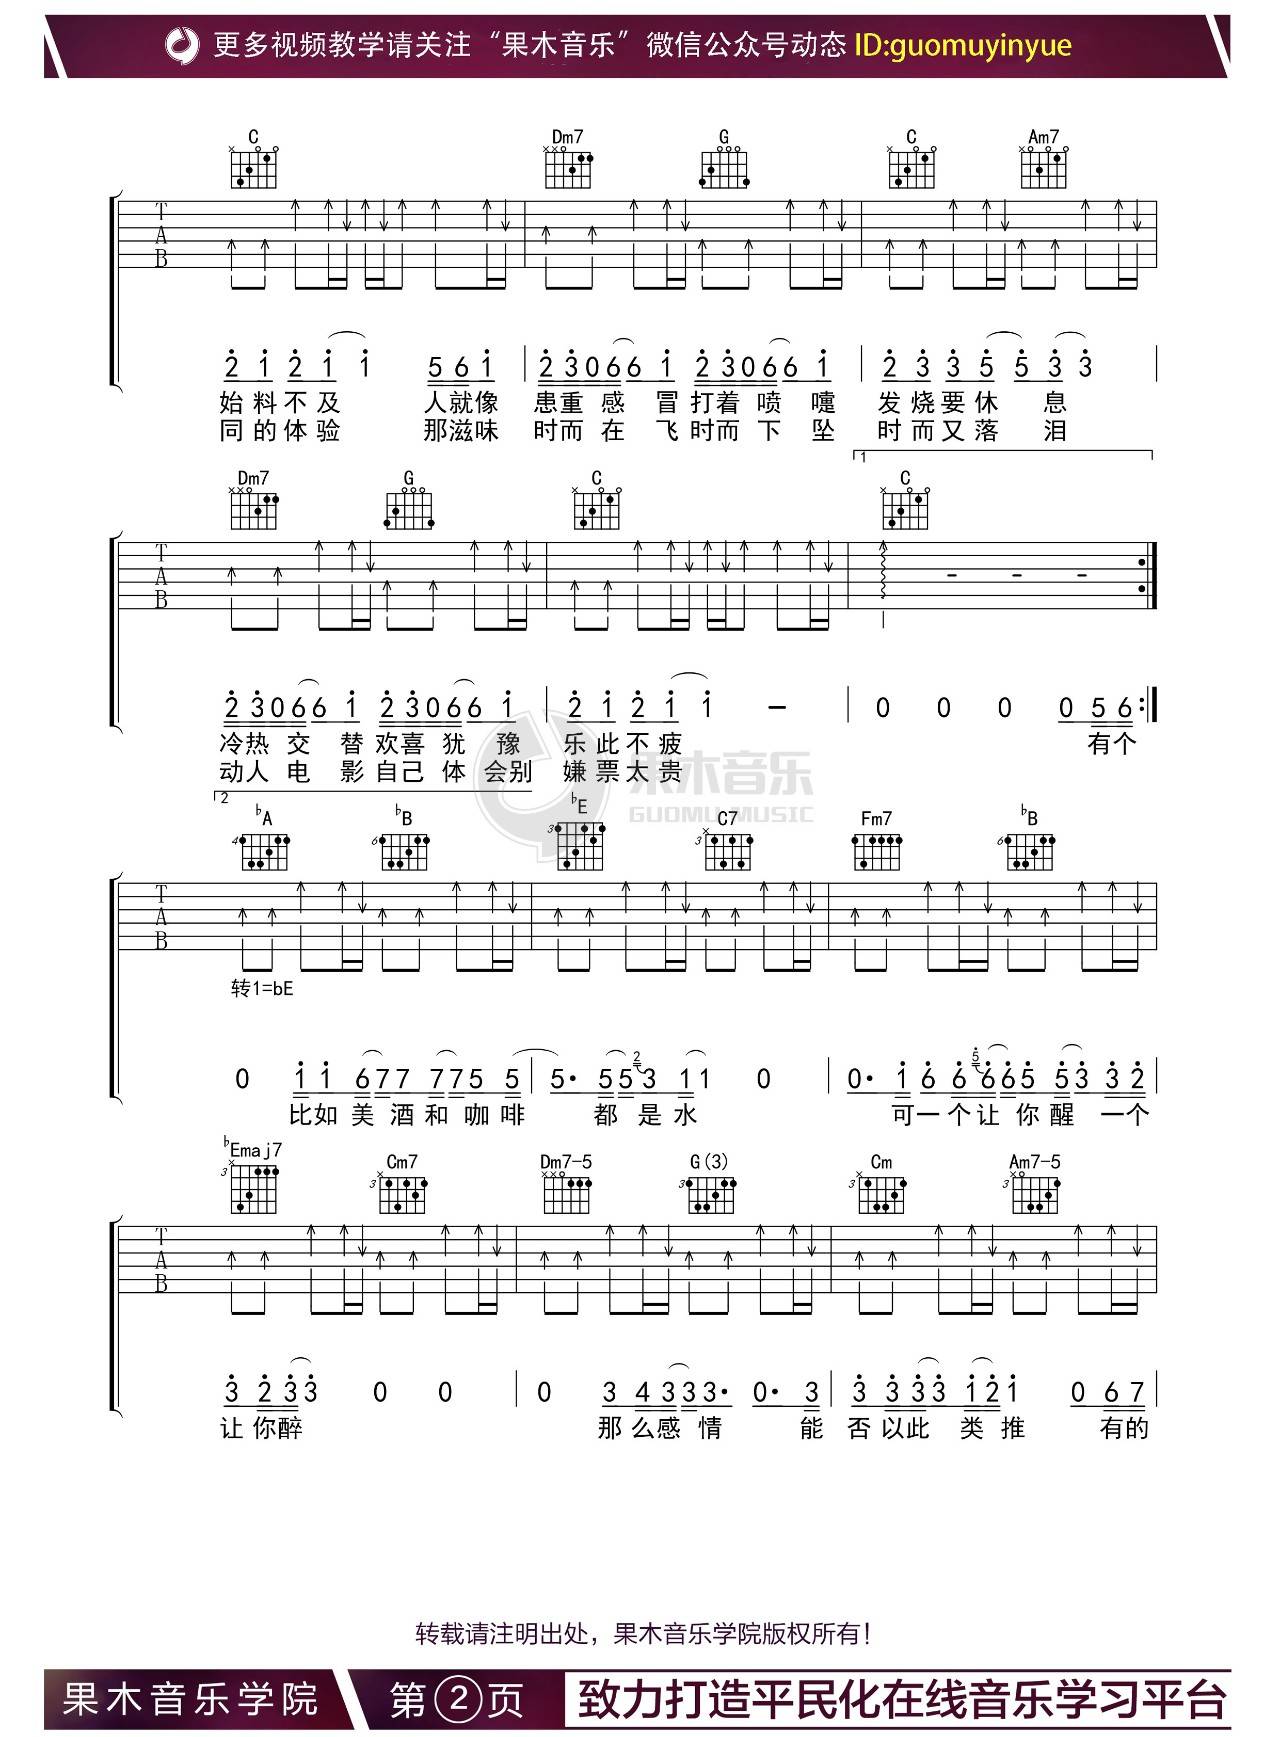 更多视频教学请关注“果木音乐”微信公众号动态 ID:guomuyinyue
C Dm7 G C Am7
T
A
B
2 1 2 1 1 5 6 1 2 3 0 6 6 1 2 3 0 6 6 1 2 3 3 5 5 3 3
始料不及 人就像 患重感冒打着喷嚏 发烧要休息
同的体验 那滋味 时而在飞时而下坠 时而又落泪
1
Dm7 G C C
T
A
B
2 3 0 6 6 1 2 3 0 6 6 1 2 1 2 1 1 – 0 0 0 0 5 6
冷热交替欢喜犹豫 乐此不疲 有个
动人电影自己体会别 嫌票太贵
果木音乐
GUOMU MUSIC
2
♭A ♭B ♭E C7 Fm7 ♭B
4 6 3 3 6
T
A
B
转1=bE
0 1 1 6 7 7 7 7 5 5 5· 5 5 2 3 1 1 0 0· 1 6 6 5 6 6 5 5 3 3 2
比如美酒和咖啡 都是水 可一个让你醒一个
♭Emaj7 Cm7 Dm7-5 G(3) Cm Am7-5
3 3 3 3 3
T
A
B
3 2 3 3 0 0 0 3 4 3 3 3· 0· 3 3 3 3 3 1 2 1 0 6 7
让你醉 那么感情 能否以此类推 有的
转载请注明出处，果木音乐学院版权所有！
果木音乐学院 第②页 致力打造平民化在线音乐学习平台